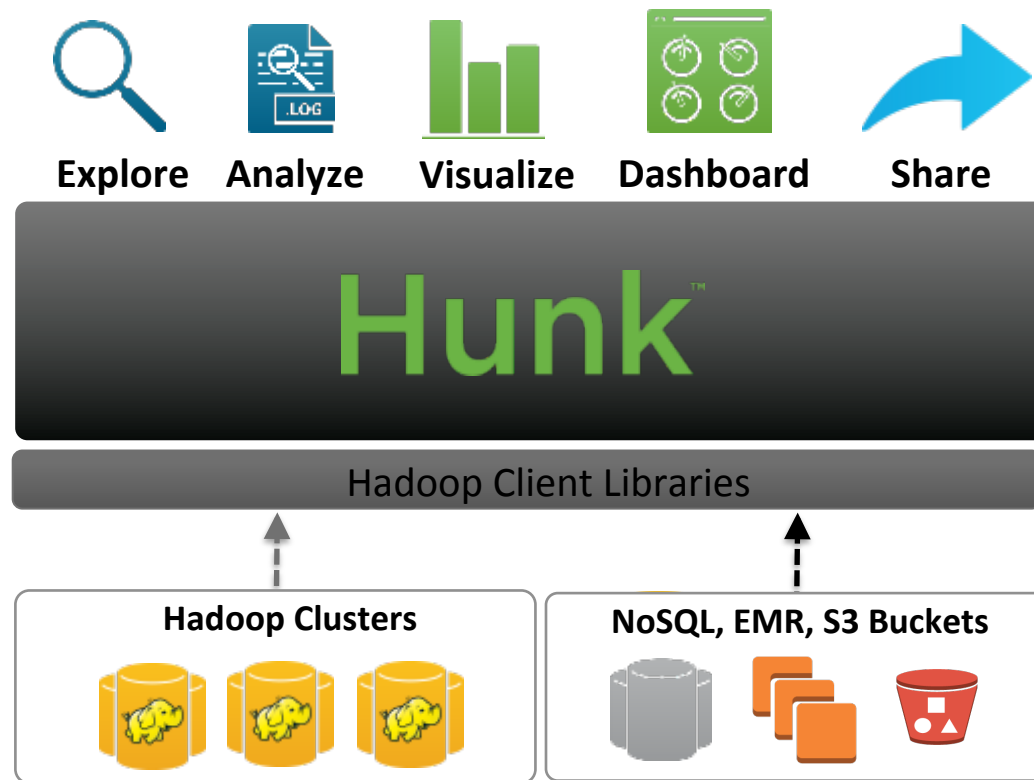 .LOG
Explore Analyze Visualize Dashboard Share
Hunk™
Hadoop Client Libraries
Hadoop Clusters
NoSQL, EMR, S3 Buckets